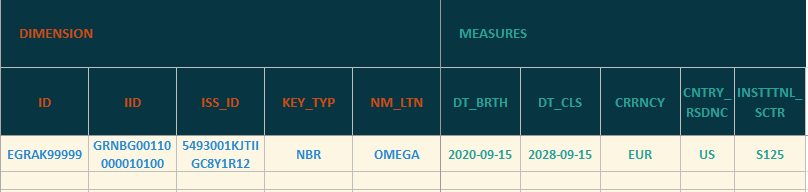 DIMENSION MEASURES
ID IID ISS_ID KEY_TYP NM_LTN DT_BRTH DT_CLS CRRNCY CNTRY_
RSDNC INSTTTNL_
SCTR
EGRAK99999 GRNBG00110
000010100 5493001KJTII
GC8Y1R12 NBR OMEGA 2020-09-15 2028-09-15 EUR US S125